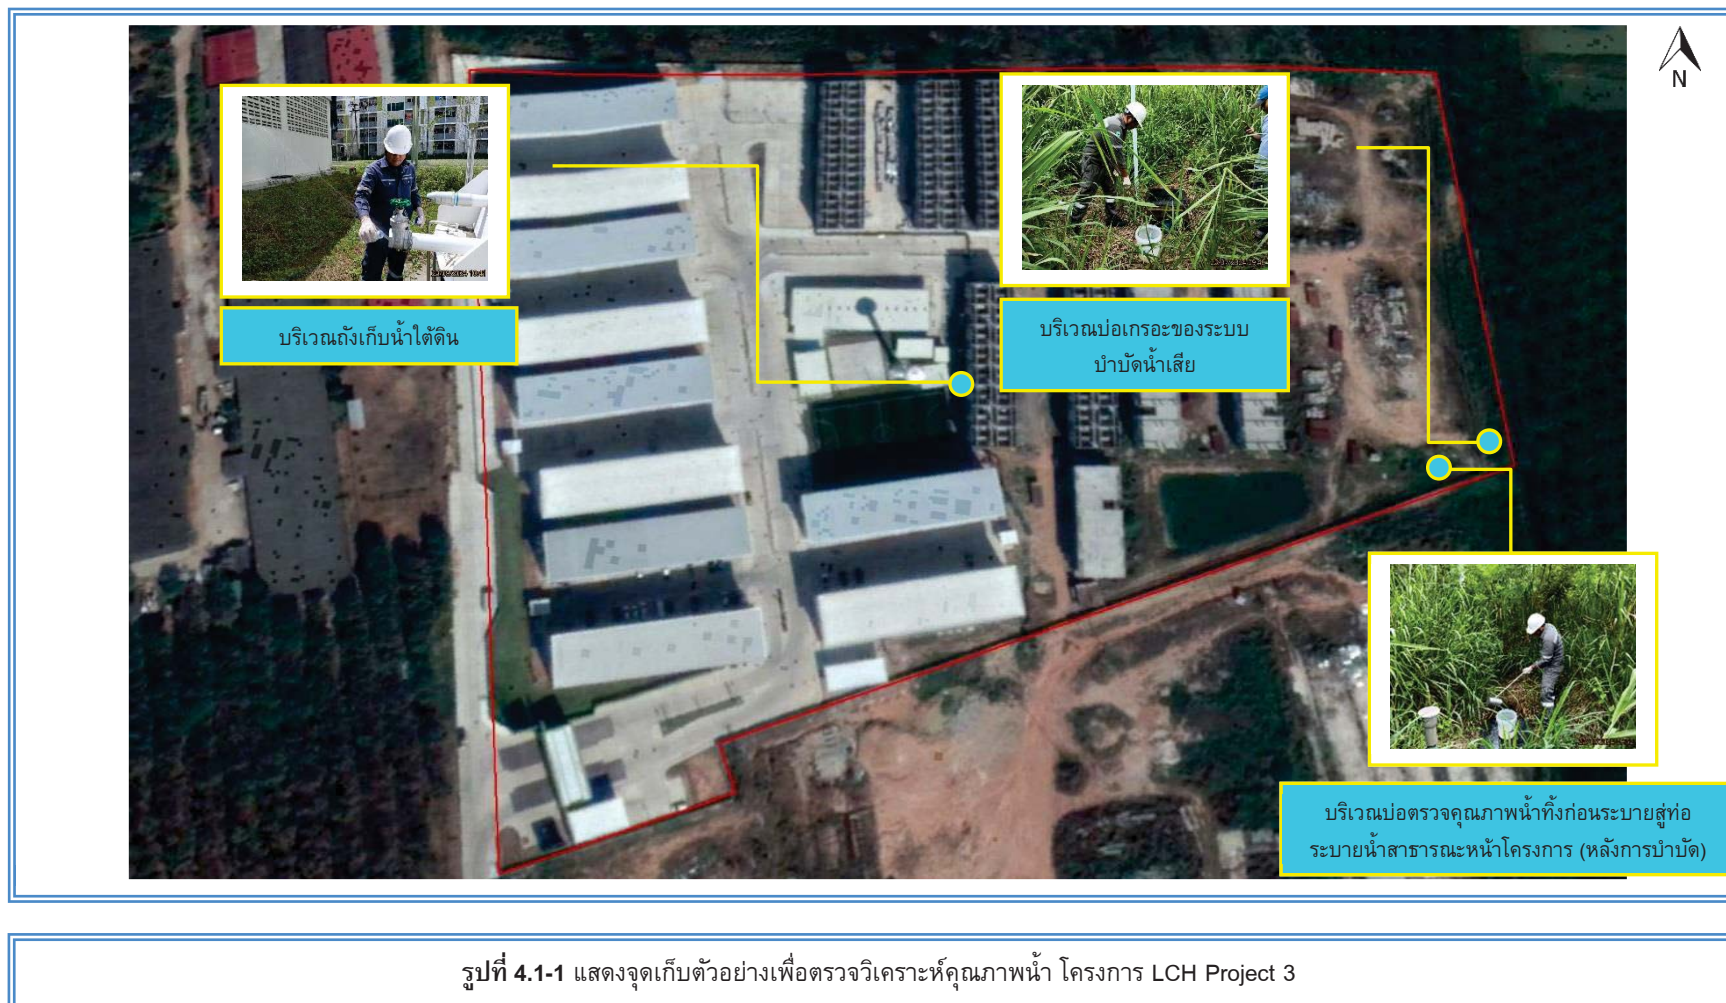 N
บริเวณถังเก็บน้ำใต้ดิน
บริเวณบ่อเกรอะของระบบ
บำบัดน้ำเสีย
บริเวณบ่อตรวจคุณภาพน้ำทิ้งก่อนระบายสู่ท่อ
ระบายน้ำสาธารณะหน้าโครงการ (หลังการบำบัด)
รูปที่ 4.1-1 แสดงจุดเก็บตัวอย่างเพื่อตรวจวิเคราะห์คุณภาพน้ำ โครงการ LCH Project 3